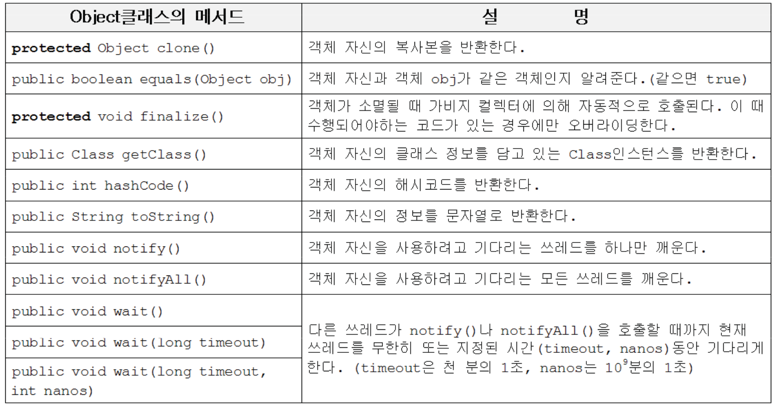 Object클래스의 메서드 설 명
protected Object clone() 객체 자신의 복사본을 반환한다.
public boolean equals(Object obj) 객체 자신과 객체 obj가 같은 객체인지 알려준다.(같으면 true)
protected void finalize() 객체가 소멸될 때 가비지 컬렉터에 의해 자동적으로 호출된다. 이 때
수행되어야하는 코드가 있는 경우에만 오버라이딩한다.
public Class getClass() 객체 자신의 클래스 정보를 담고 있는 Class인스턴스를 반환한다.
public int hashCode() 객체 자신의 해시코드를 반환한다.
public String toString() 객체 자신의 정보를 문자열로 반환한다.
public void notify() 객체 자신을 사용하려고 기다리는 쓰레드를 하나만 깨운다.
public void notifyAll() 객체 자신을 사용하려고 기다리는 모든 쓰레드를 깨운다.
public void wait()
public void wait(long timeout)
public void wait(long timeout,
int nanos)
다른 쓰레드가 notify()나 notifyAll()을 호출할 때까지 현재
쓰레드를 무한히 또는 지정된 시간(timeout, nanos)동안 기다리게
한다. (timeout은 천 분의 1초, nanos는 10⁹분의 1초)